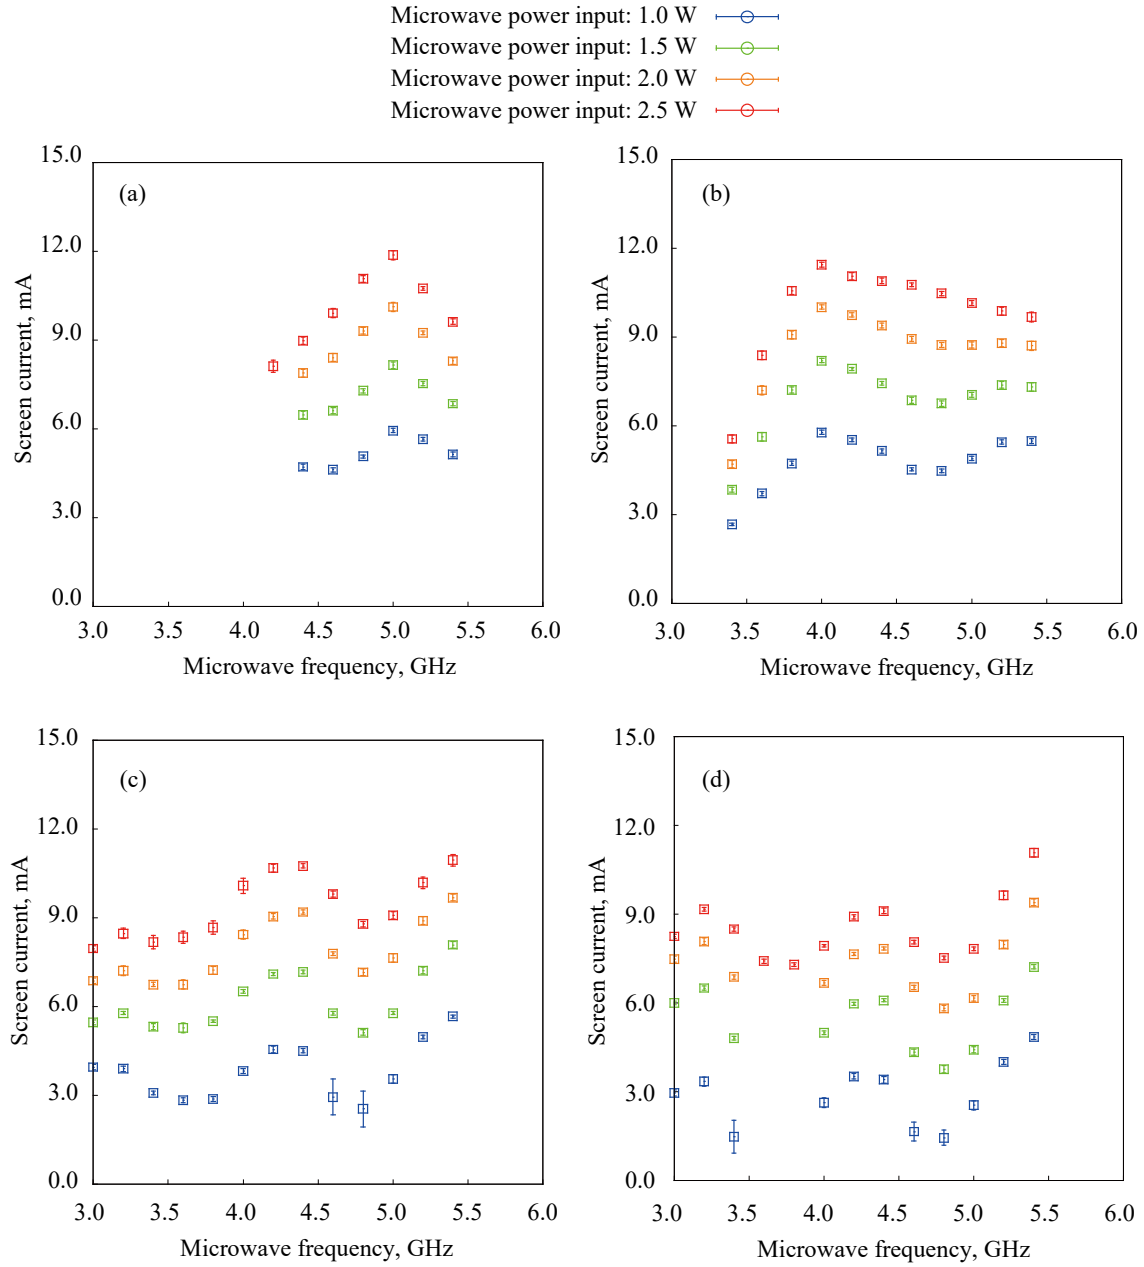 Microwave power input: 1.0 W
Microwave power input: 1.5 W
Microwave power input: 2.0 W
Microwave power input: 2.5 W
(a)
15.0
12.0
9.0
6.0
3.0
0.0
Screen current, mA
3.0 3.5 4.0 4.5 5.0 5.5 6.0
Microwave frequency, GHz
(b)
15.0
12.0
9.0
6.0
3.0
0.0
Screen current, mA
3.0 3.5 4.0 4.5 5.0 5.5 6.0
Microwave frequency, GHz
(c)
15.0
12.0
9.0
6.0
3.0
0.0
Screen current, mA
3.0 3.5 4.0 4.5 5.0 5.5 6.0
Microwave frequency, GHz
(d)
15.0
12.0
9.0
6.0
3.0
0.0
Screen current, mA
3.0 3.5 4.0 4.5 5.0 5.5 6.0
Microwave frequency, GHz